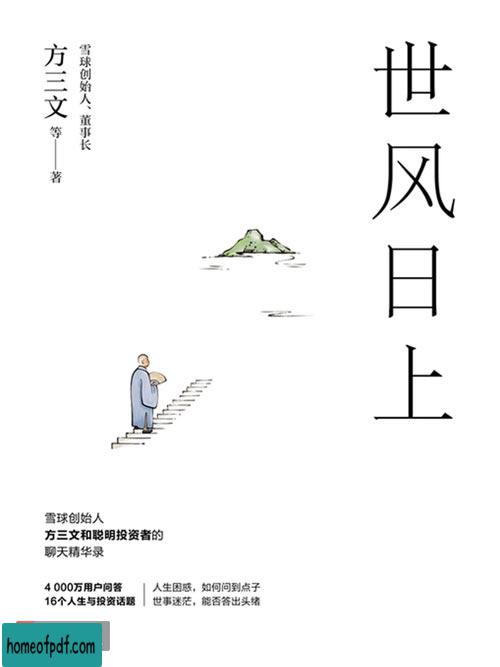 世风日上
雪球创始人、董事长
方三文 等——著
雪球创始人
方三文和聪明投资者的
聊天精华录
4 000万用户问答 | 人生困惑，如何问到点子
16个人生与投资话题 | 世事迷茫，能否答出头绪
homeofpdf.com